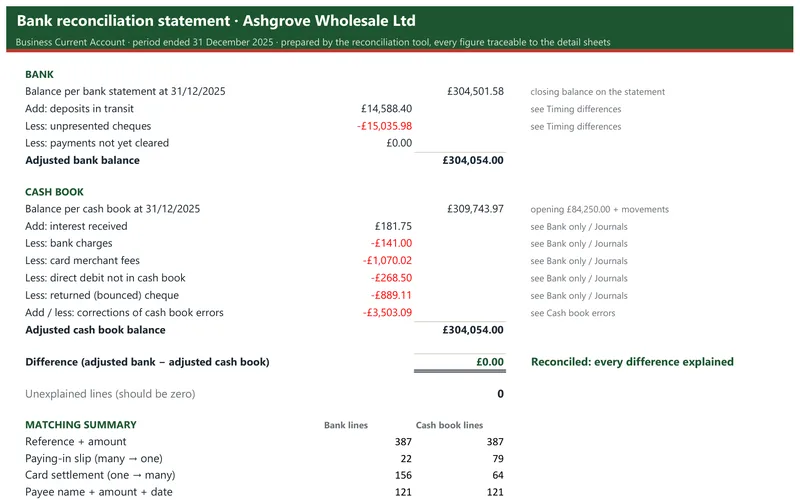 Bank reconciliation statement · Ashgrove Wholesale Ltd
Business Current Account · period ended 31 December 2025 · prepared by the reconciliation tool, every figure traceable to the detail sheets
BANK
Balance per bank statement at 31/12/2025 £304,501.58 closing balance on the statement
Add: deposits in transit £14,588.40 see Timing differences
Less: unpresented cheques -£15,035.98 see Timing differences
Less: payments not yet cleared £0.00
Adjusted bank balance £304,054.00
CASH BOOK
Balance per cash book at 31/12/2025 £309,743.97 opening £84,250.00 + movements
Add: interest received £181.75 see Bank only / Journals
Less: bank charges -£141.00 see Bank only / Journals
Less: card merchant fees -£1,070.02 see Bank only / Journals
Less: direct debit not in cash book -£268.50 see Bank only / Journals
Less: returned (bounced) cheque -£889.11 see Bank only / Journals
Add / less: corrections of cash book errors -£3,503.09 see Cash book errors
Adjusted cash book balance £304,054.00
Difference (adjusted bank − adjusted cash book) £0.00 Reconciled: every difference explained
Unexplained lines (should be zero) 0
MATCHING SUMMARY Bank lines Cash book lines
Reference + amount 387 387
Paying-in slip (many → one) 22 79
Card settlement (one → many) 156 64
Payee name + amount + date 121 121